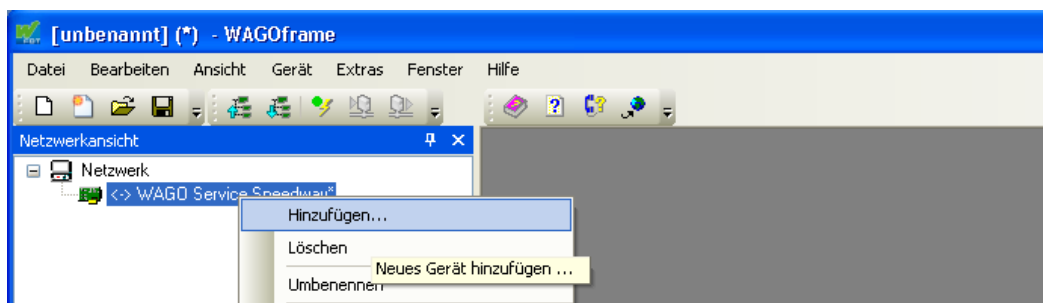 [unbenannt] (*) - WAGOframe
Datei Bearbeiten Ansicht Gerät Extras Fenster Hilfe
Netzwerkansicht
Netzwerk
<-> WAGO Service Speedway*
Hinzufügen...
Löschen
Neues Gerät hinzufügen ...
Umbenennen